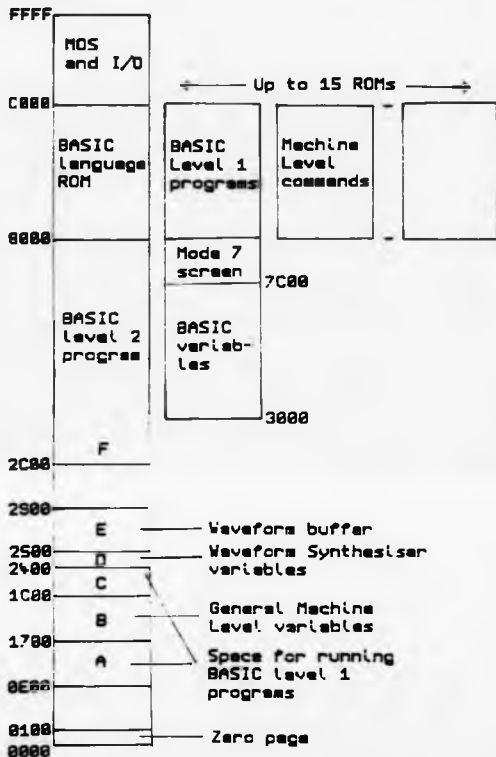 FFFF
MOS
and I/O
Up to 15 ROMs
C000
BASIC
language
ROM
BASIC
Level 1
programs
Machine
Level
commands
8000
Mode 7
screen
7C00
BASIC
level 2
program
BASIC
variab-
les
3000
F
2C00
2900
E
Waveform buffer
2500
D
Waveform Synthesiser
variables
2400
C
1C00
B
General Machine
Level variables
1700
A
Space for running
BASIC level 1
programs
0E00
0100
Zero page
0000